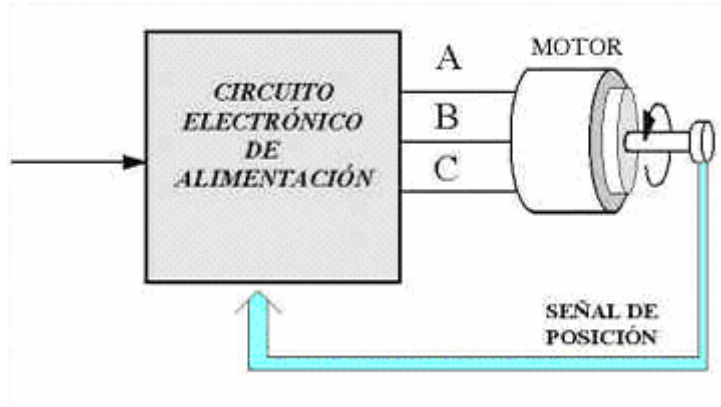 MOTOR
A
CIRCUITO
ELECTRÓNICO
DE
ALIMENTACIÓN
B
C
SEÑAL DE
POSICIÓN